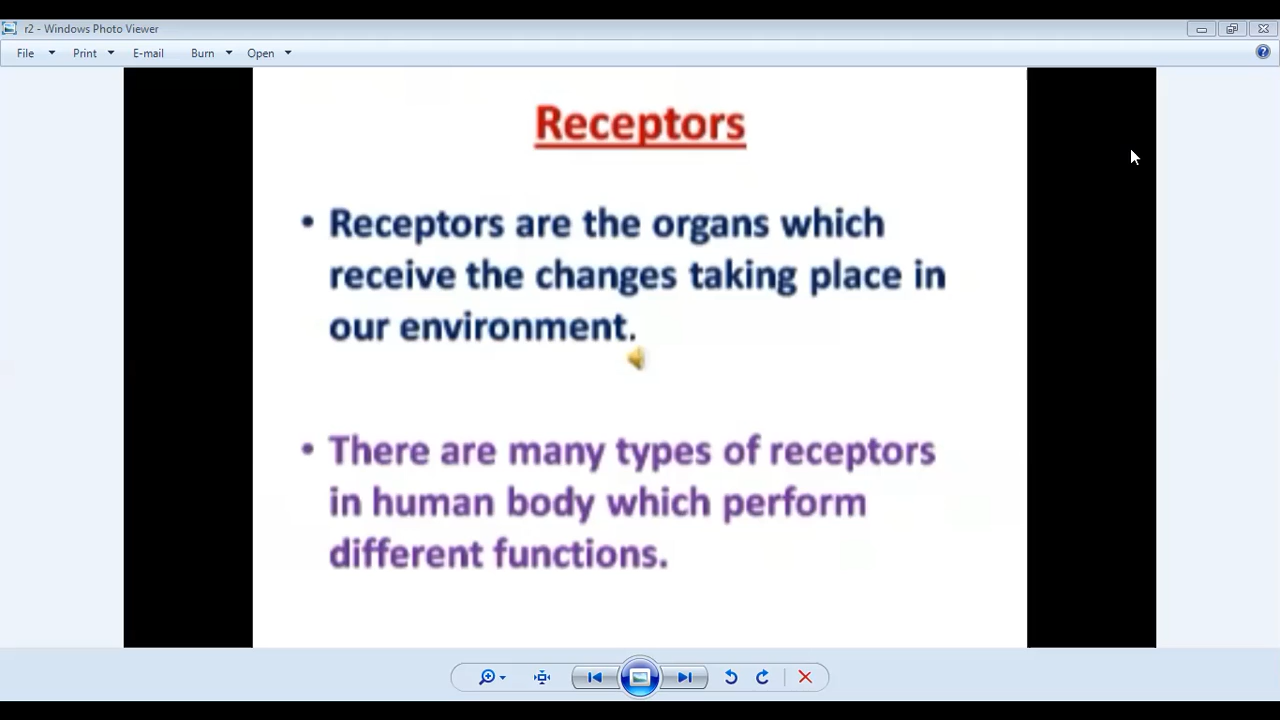 r2 - Windows Photo Viewer
File Print E-mail Burn Open
Receptors
• Receptors are the organs which
receive the changes taking place in
our environment.
• There are many types of receptors
in human body which perform
different functions.